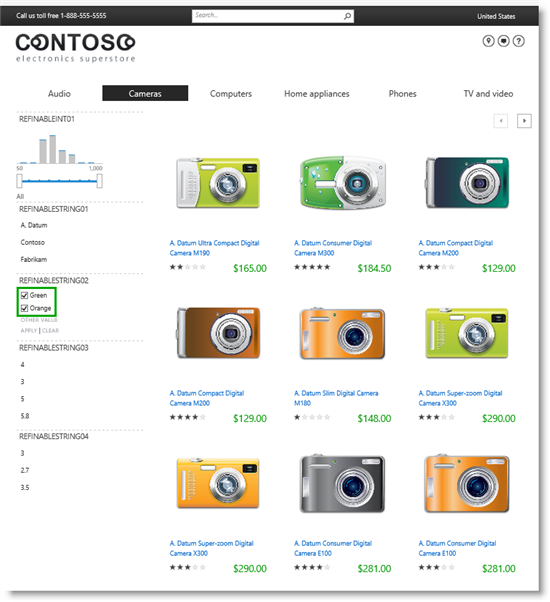 Call us toll free 1-888-555-5555
Search...
United States
CONTOSO
electronics superstore
?
Audio
Cameras
Computers
Home appliances
Phones
TV and video
REFINABLEINT01
50
1,000
All
REFINABLESTRING01
A. Datum
Contoso
Fabrikam
REFINABLESTRING02
Green
Orange
OTHER VALUE
APPLY | CLEAR
REFINABLESTRING03
4
3
5
5.8
REFINABLESTRING04
3
2.7
3.5
A. Datum Ultra Compact Digital
Camera M190
$165.00
A. Datum Consumer Digital
Camera M300
$184.50
A. Datum Compact Digital
Camera M200
$129.00
A. Datum Compact Digital
Camera M200
$129.00
A. Datum Slim Digital Camera
M180
$148.00
A. Datum Super-zoom Digital
Camera X300
$290.00
A. Datum Super-zoom Digital
Camera X300
$290.00
A. Datum Consumer Digital
Camera E100
$281.00
A. Datum Consumer Digital
Camera E100
$281.00